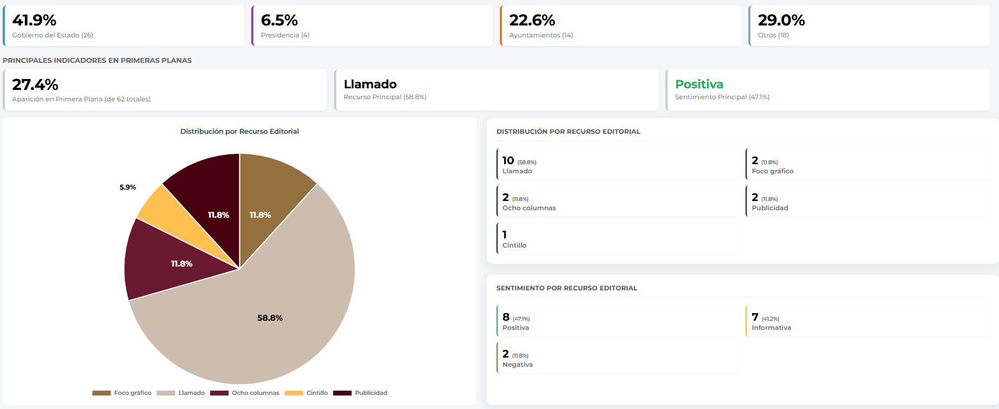 41.9%
Gobierno del Estado (26)
6.5%
Presidencia (4)
22.6%
Ayuntamientos (14)
29.0%
Otros (18)
PRINCIPALES INDICADORES EN PRIMERAS PLANAS
27.4%
Aparición en Primera Plana (de 62 totales)
Llamado
Recurso Principal (58.8%)
Positiva
Sentimiento Principal (47.1%)
Distribución por Recurso Editorial
5.9%
11.8%
11.8%
11.8%
58.8%
Foco gráfico
Llamado
Ocho columnas
Cintillo
Publicidad
DISTRIBUCIÓN POR RECURSO EDITORIAL
10 (58.8%)
Llamado
2 (11.8%)
Foco gráfico
2 (11.8%)
Ocho columnas
2 (11.8%)
Publicidad
1
Cintillo
SENTIMIENTO POR RECURSO EDITORIAL
8 (47.1%)
Positiva
7 (41.2%)
Informativa
2 (11.8%)
Negativa